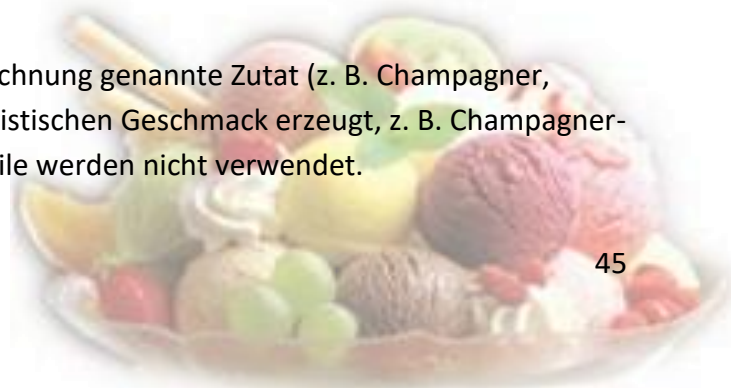 chnung genannte Zutat (z. B. Champagner,
istischen Geschmack erzeugt, z. B. Champagner-
ile werden nicht verwendet.
45